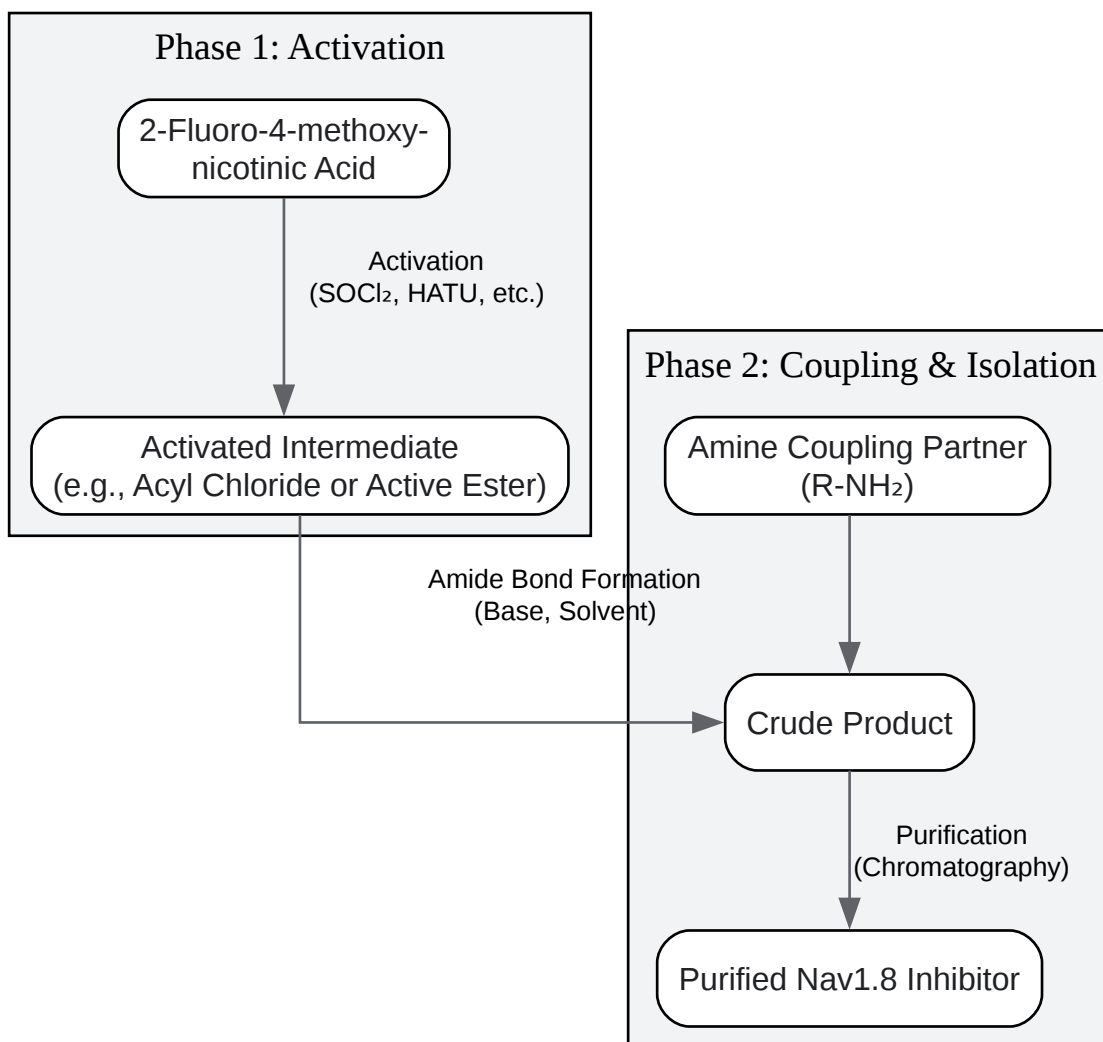 Phase 1: Activation
2-Fluoro-4-methoxy-
nicotinic Acid
Activation
(SOCl₂, HATU, etc.)
Activated Intermediate
(e.g., Acyl Chloride or Active Ester)
Phase 2: Coupling & Isolation
Amine Coupling Partner
(R-NH₂)
Amide Bond Formation
(Base, Solvent)
Crude Product
Purification
(Chromatography)
Purified Nav1.8 Inhibitor